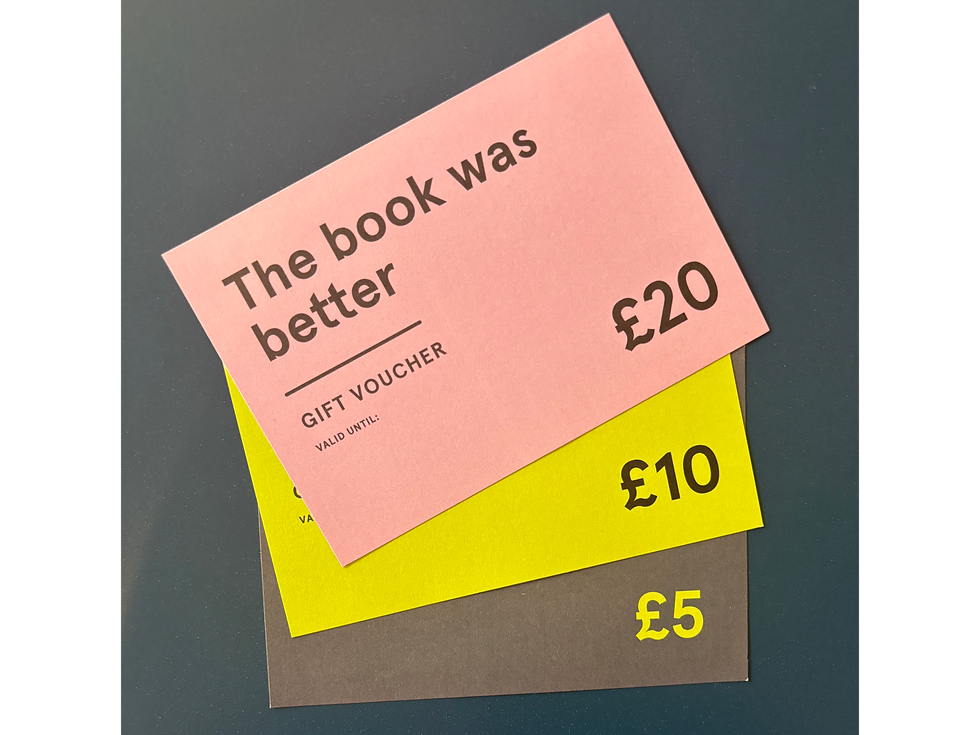 The book was
better
GIFT VOUCHER
VALID UNTIL:
£20
£10
£5